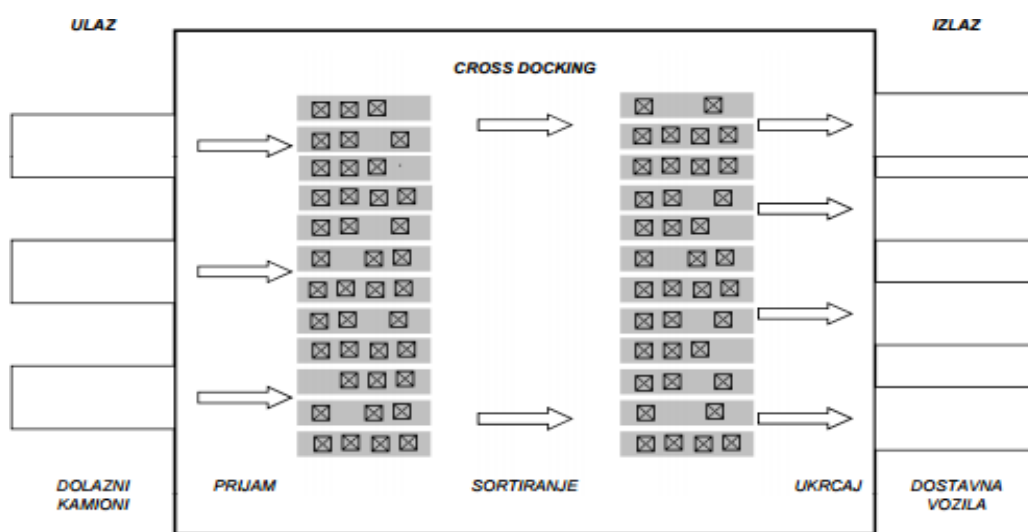 ULAZ
IZLAZ
CROSS DOCKING
DOLAZNI
KAMIONI
PRIJAM
SORTIRANJE
UKRCAJ
DOSTAVNA
VOZILA